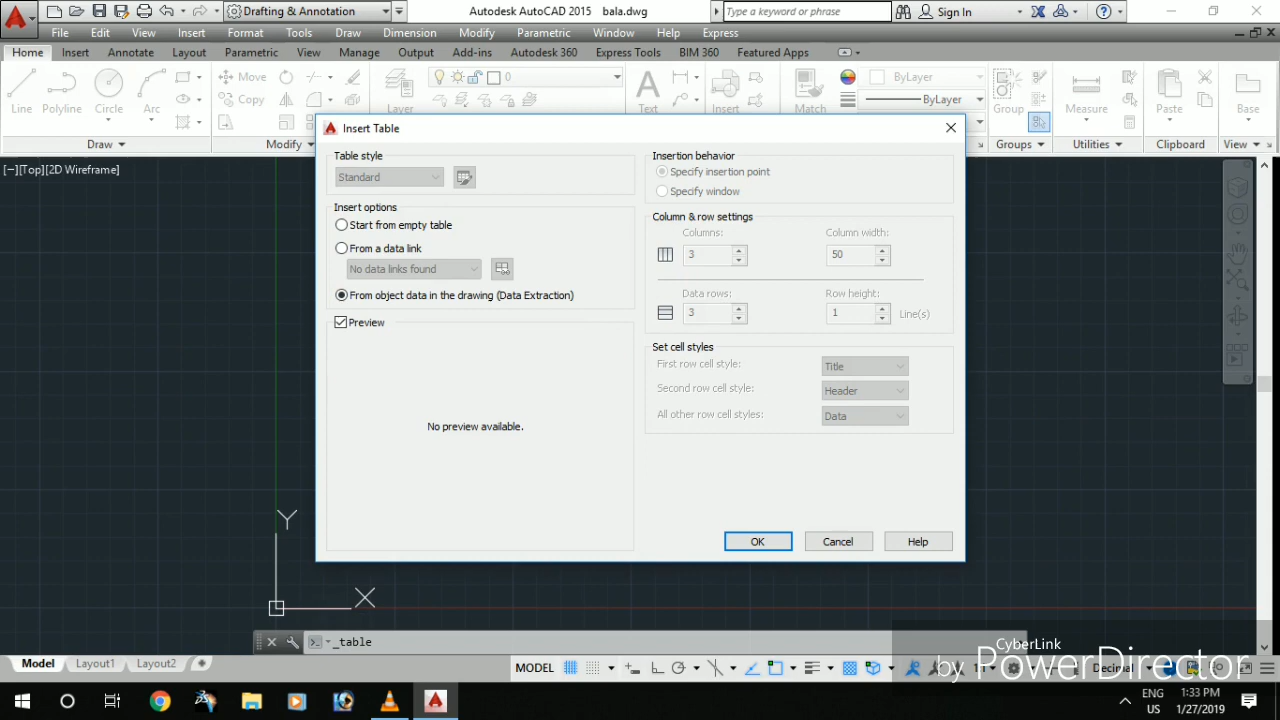 Drafting & Annotation
Autodesk AutoCAD 2015 bala.dwg
Type a keyword or phrase
Sign In
File Edit View Insert Format Tools Draw Dimension Modify Parametric Window Help Express
Home Insert Annotate Layout Parametric View Manage Output Add-ins Autodesk 360 Express Tools BIM 360 Featured Apps
Line Polyline Circle Arc
Move
Copy
Layer
0
Text
Insert
Match
ByLayer
ByLayer
Group
Measure
Paste
Base
Draw
Modify
Groups
Utilities
Clipboard
View
[−][Top][2D Wireframe]
Insert Table
Table style
Standard
Insert options
Start from empty table
From a data link
No data links found
From object data in the drawing (Data Extraction)
Preview
No preview available.
Insertion behavior
Specify insertion point
Specify window
Column & row settings
Columns: Column width:
3 50
Data rows: Row height:
3 1 Line(s)
Set cell styles
First row cell style: Title
Second row cell style: Header
All other row cell styles: Data
OK Cancel Help
Y
X
_table
Model Layout1 Layout2
MODEL
Decimal
CyberLink
by PowerDirector
ENG
US
1:33 PM
1/27/2019